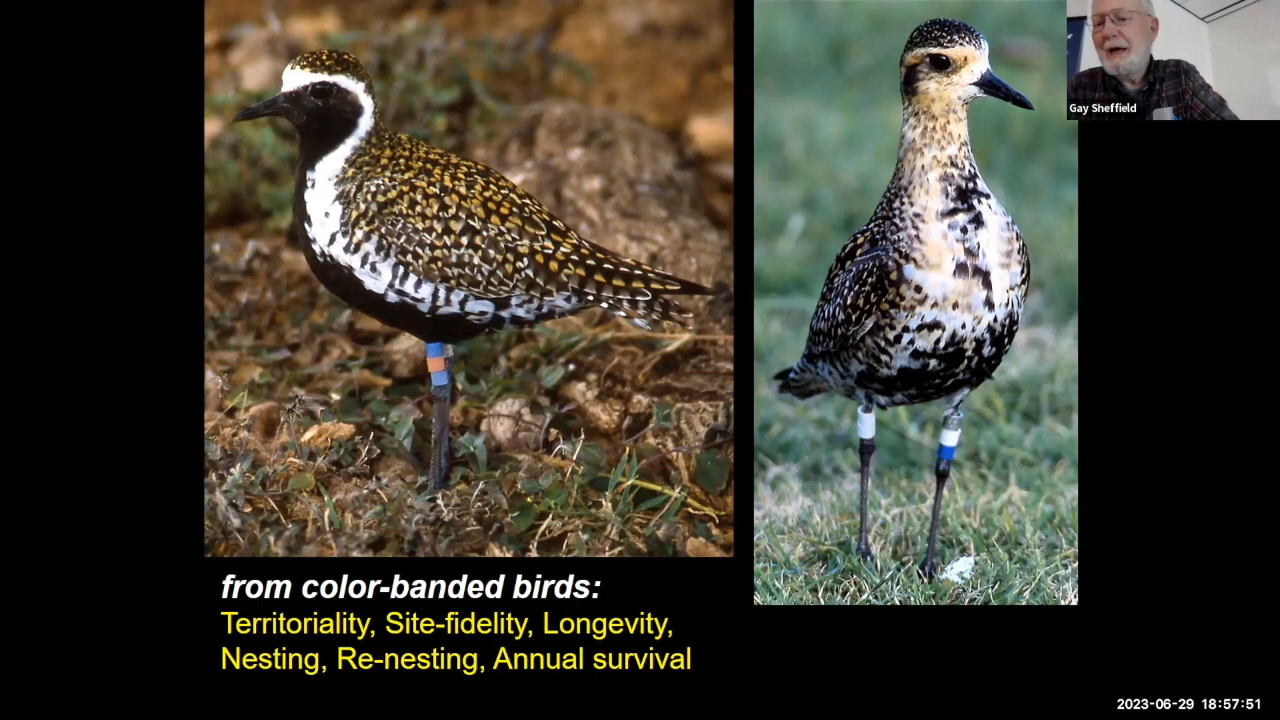 Gay Sheffield
from color-banded birds:
Territoriality, Site-fidelity, Longevity,
Nesting, Re-nesting, Annual survival
2023-06-29 18:57:51